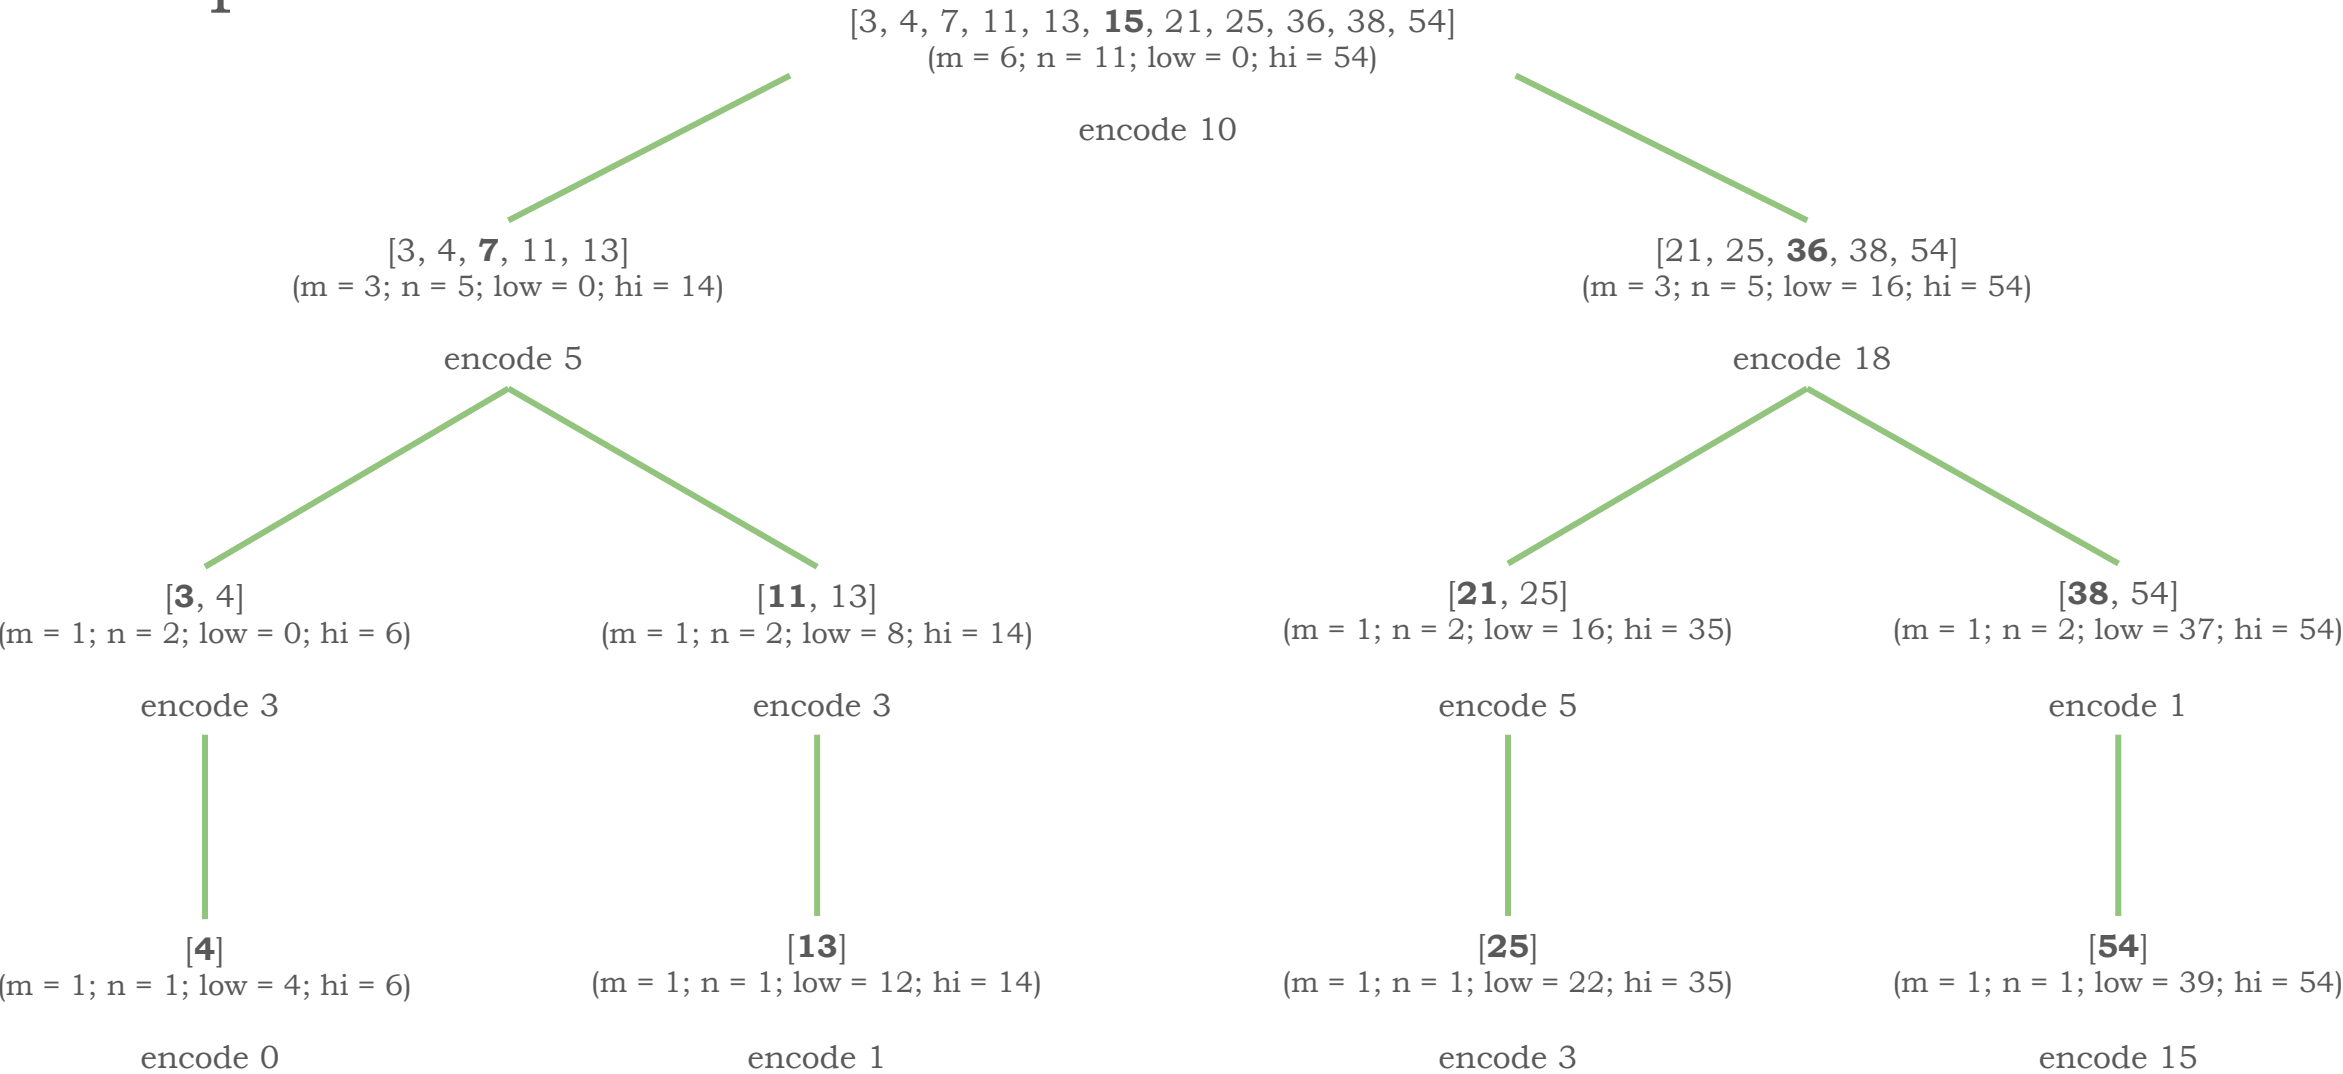 [3, 4, 7, 11, 13, 15, 21, 25, 36, 38, 54]
(m = 6; n = 11; low = 0; hi = 54)
encode 10
[3, 4, 7, 11, 13]
(m = 3; n = 5; low = 0; hi = 14)
encode 5
[21, 25, 36, 38, 54]
(m = 3; n = 5; low = 16; hi = 54)
encode 18
[3, 4]
(m = 1; n = 2; low = 0; hi = 6)
encode 3
[11, 13]
(m = 1; n = 2; low = 8; hi = 14)
encode 3
[21, 25]
(m = 1; n = 2; low = 16; hi = 35)
encode 5
[38, 54]
(m = 1; n = 2; low = 37; hi = 54)
encode 1
[4]
(m = 1; n = 1; low = 4; hi = 6)
encode 0
[13]
(m = 1; n = 1; low = 12; hi = 14)
encode 1
[25]
(m = 1; n = 1; low = 22; hi = 35)
encode 3
[54]
(m = 1; n = 1; low = 39; hi = 54)
encode 15